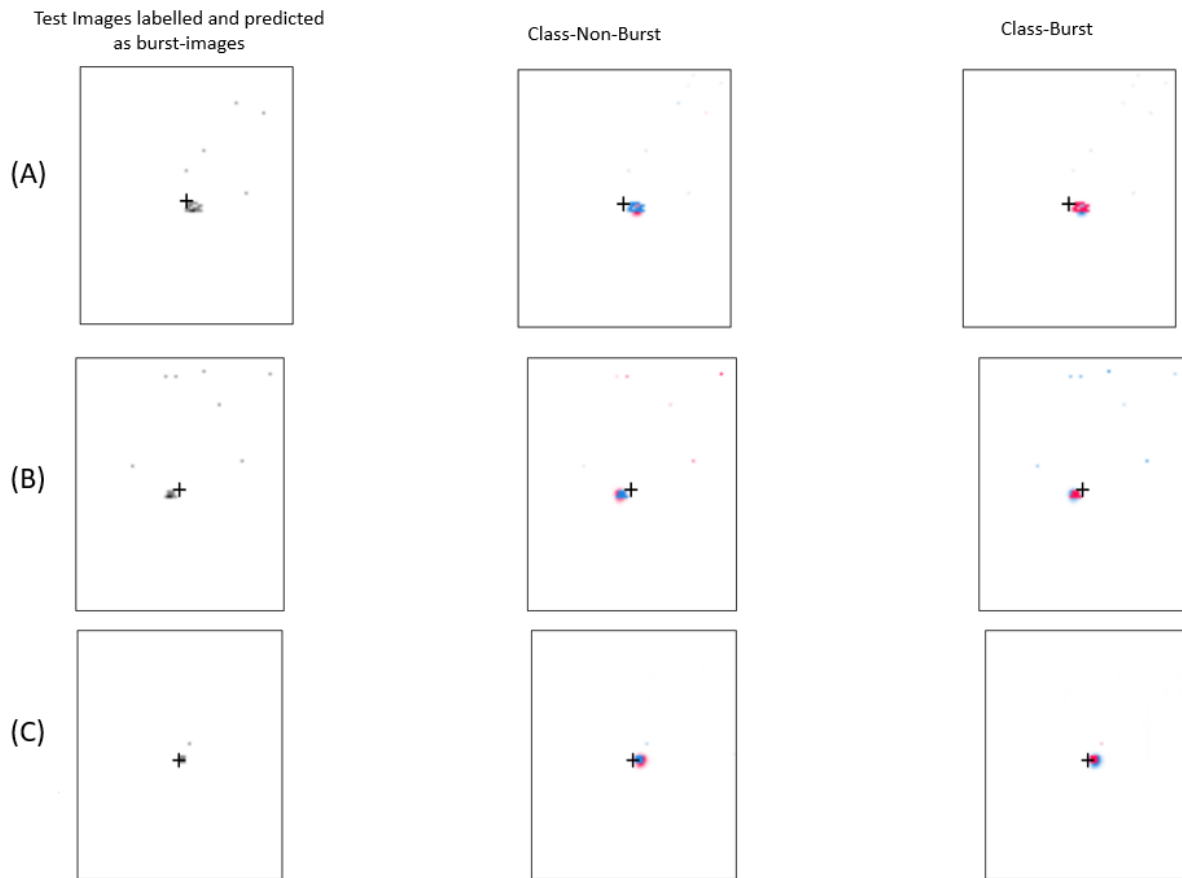 Test Images labelled and predicted
as burst-images
Class-Non-Burst
Class-Burst
(A)
(B)
(C)